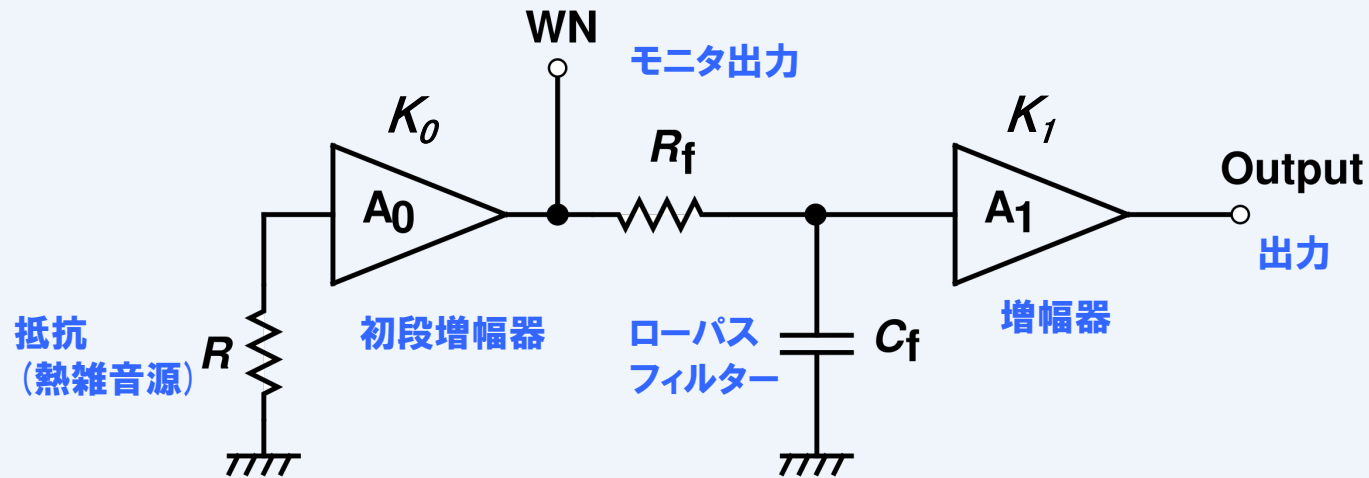 WN
モニタ出力
K0
A0
初段増幅器
抵抗
（熱雑音源）
R
Rf
ローパス
フィルター
Cf
K1
A1
増幅器
Output
出力